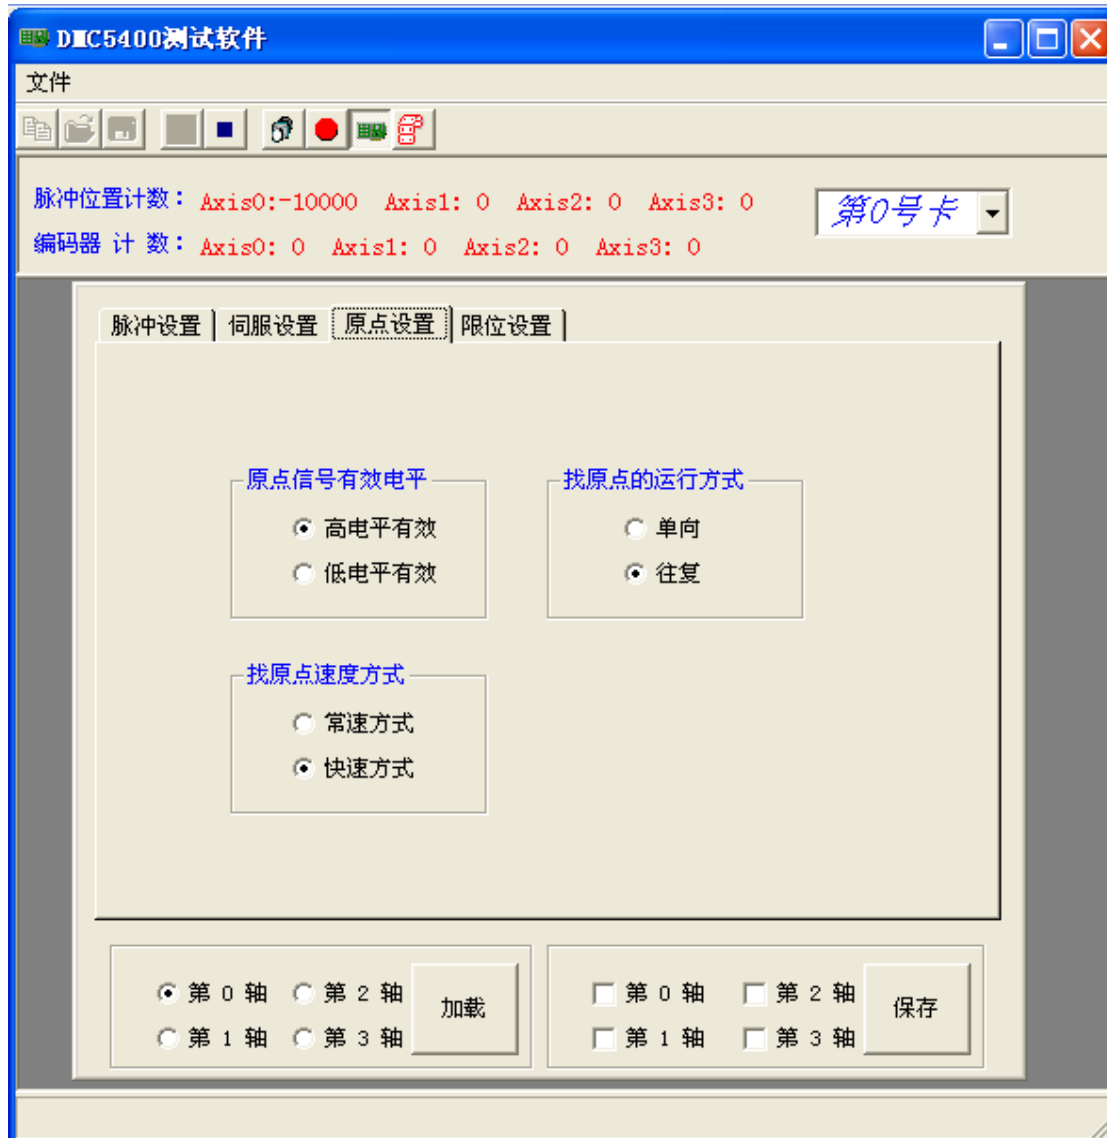 DMC5400测试软件
文件
脉冲位置计数: Axis0:-10000 Axis1: 0 Axis2: 0 Axis3: 0
第0号卡
编码器 计 数: Axis0: 0 Axis1: 0 Axis2: 0 Axis3: 0
脉冲设置 伺服设置 原点设置 限位设置
原点信号有效电平 找原点的运行方式
高电平有效 单向
低电平有效 往复
找原点速度方式
常速方式
快速方式
第 0 轴 第 2 轴 加载 第 0 轴 第 2 轴 保存
第 1 轴 第 3 轴 第 1 轴 第 3 轴